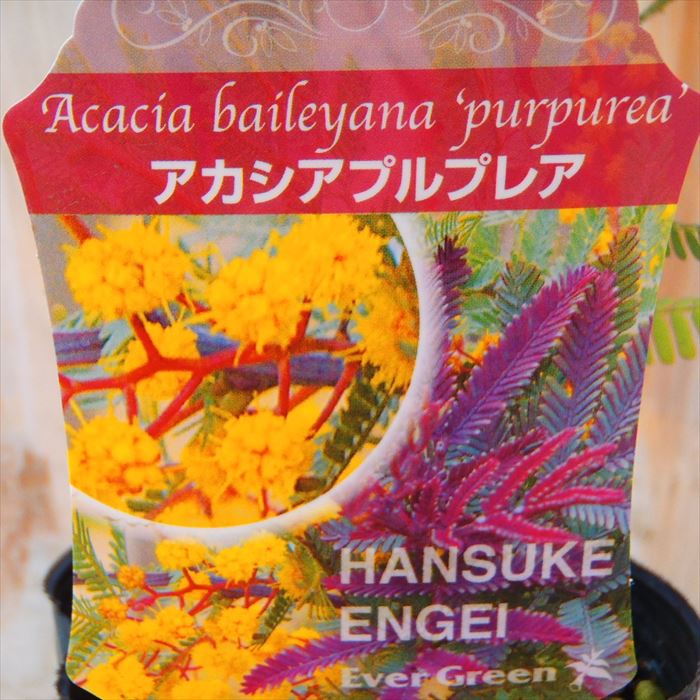 Acacia baileyana ‘purpurea’
アカシアプルプレア
HANSUKE
ENGEI
Ever Green